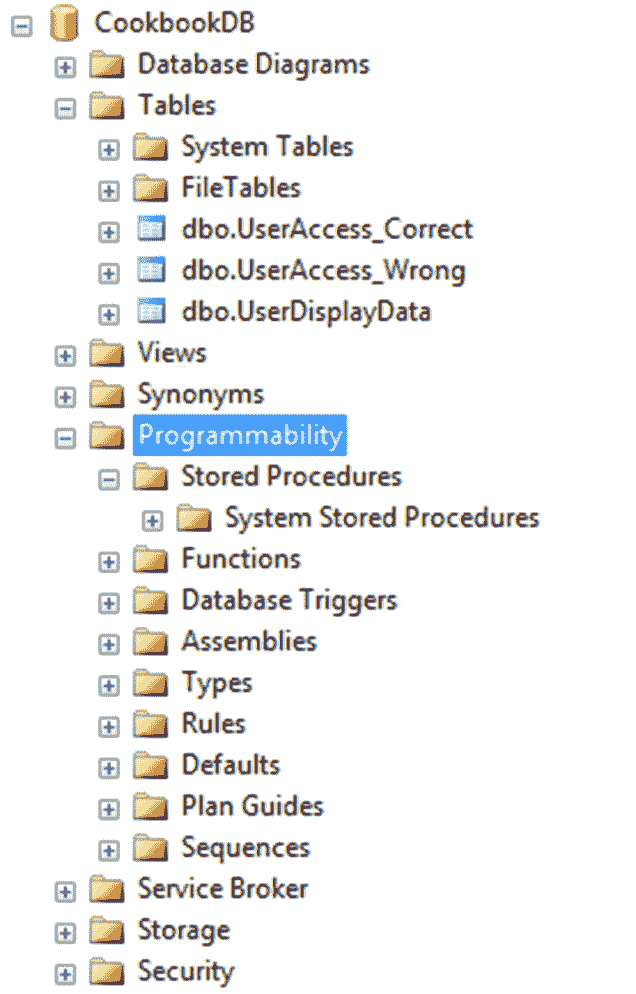 CookbookDB
Database Diagrams
Tables
System Tables
FileTables
dbo.UserAccess_Correct
dbo.UserAccess_Wrong
dbo.UserDisplayData
Views
Synonyms
Programmability
Stored Procedures
System Stored Procedures
Functions
Database Triggers
Assemblies
Types
Rules
Defaults
Plan Guides
Sequences
Service Broker
Storage
Security